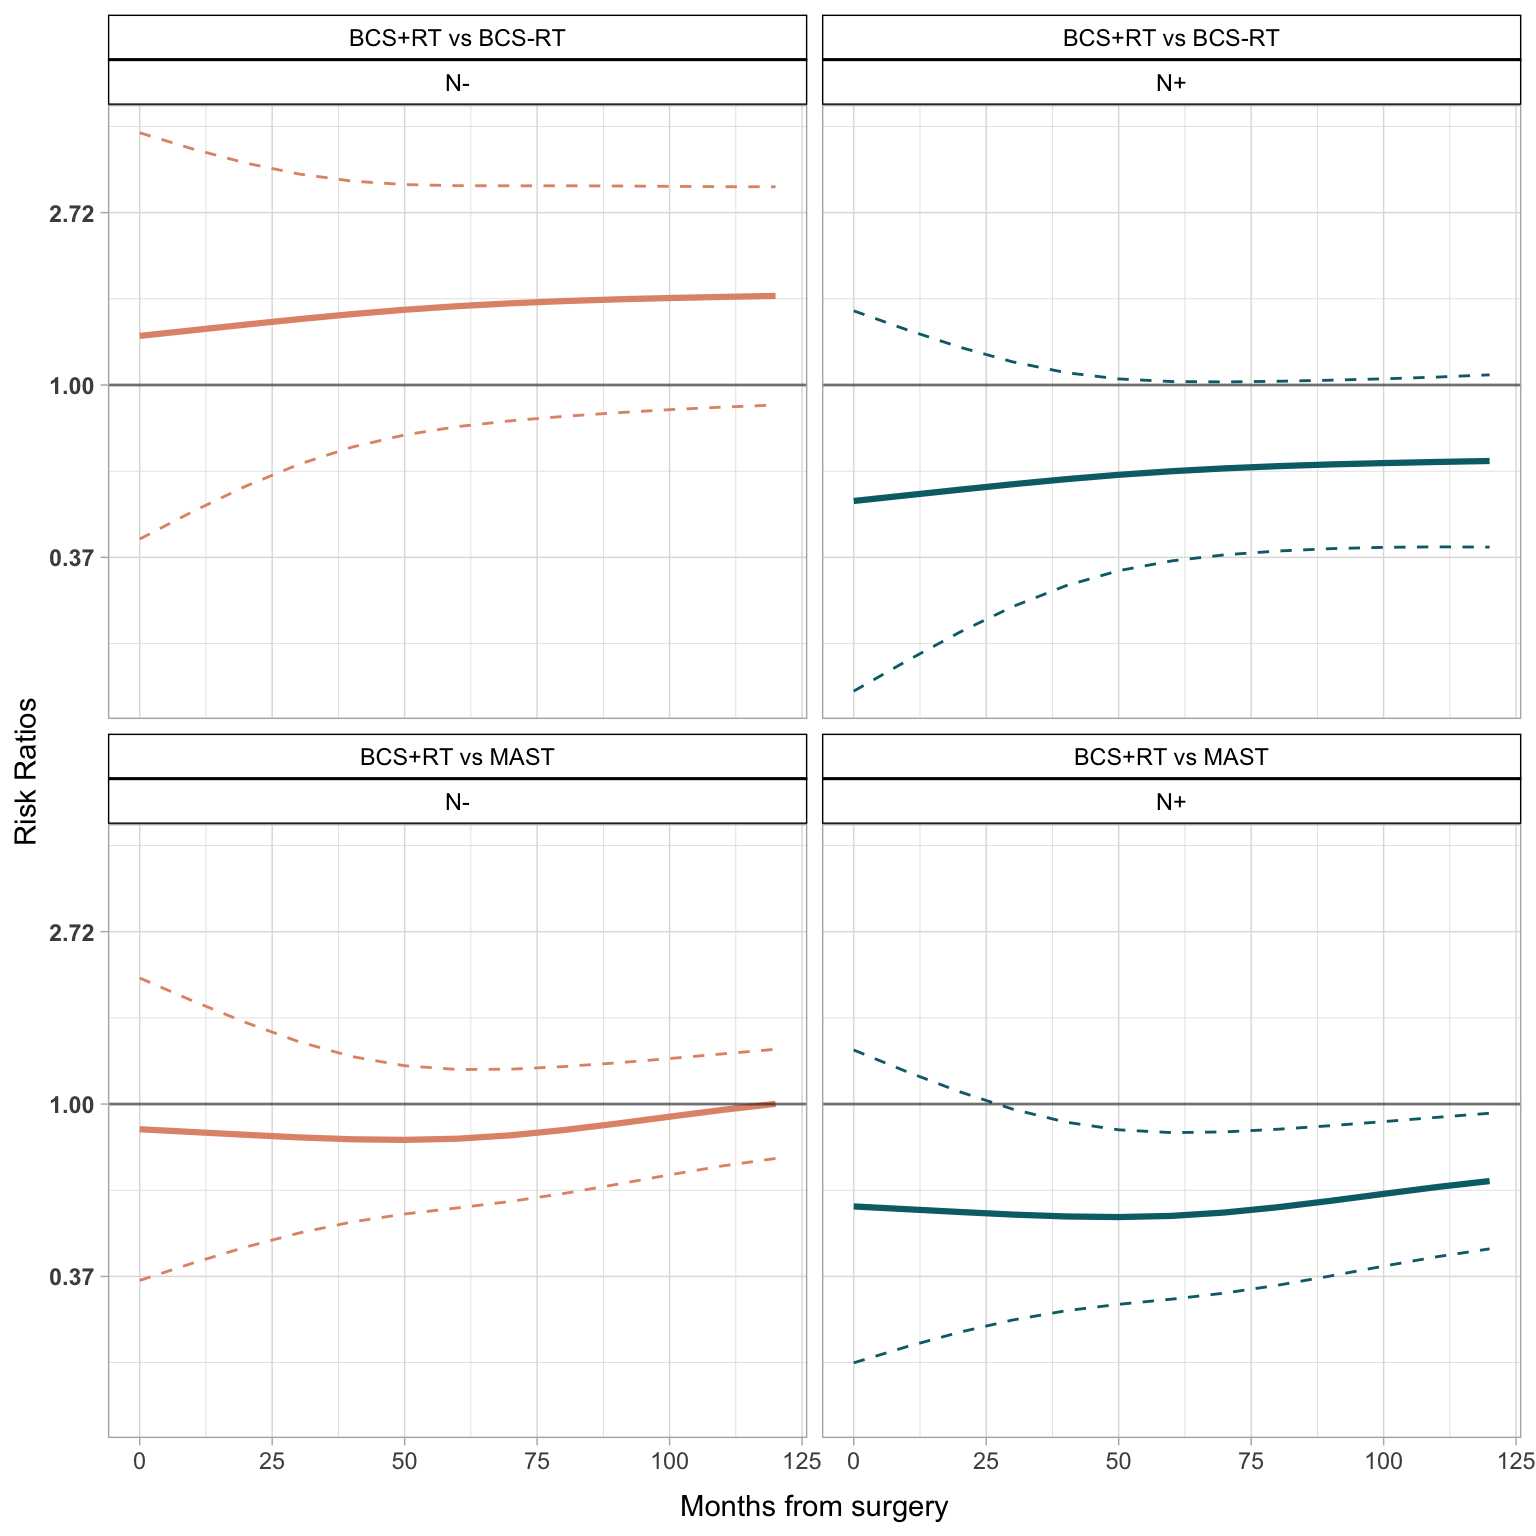 BCS+RT vs BCS-RT
N-
BCS+RT vs BCS-RT
N+
2.72
1.00
0.37
BCS+RT vs MAST
N-
BCS+RT vs MAST
N+
2.72
1.00
0.37
Risk Ratios
0 25 50 75 100 125
0 25 50 75 100 125
Months from surgery